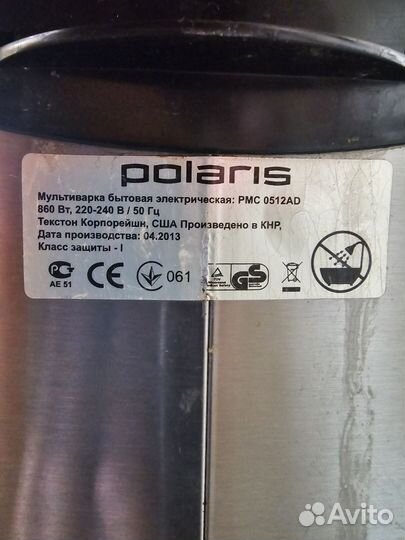 polaris
Мультиварка бытовая электрическая: PMC 0512AD
860 Вт, 220-240 В / 50 Гц
Текстон Корпорейшн, США Произведено в КНР,
Дата производства: 04.2013
Класс защиты - I
АЕ 51
061
GS
Avito